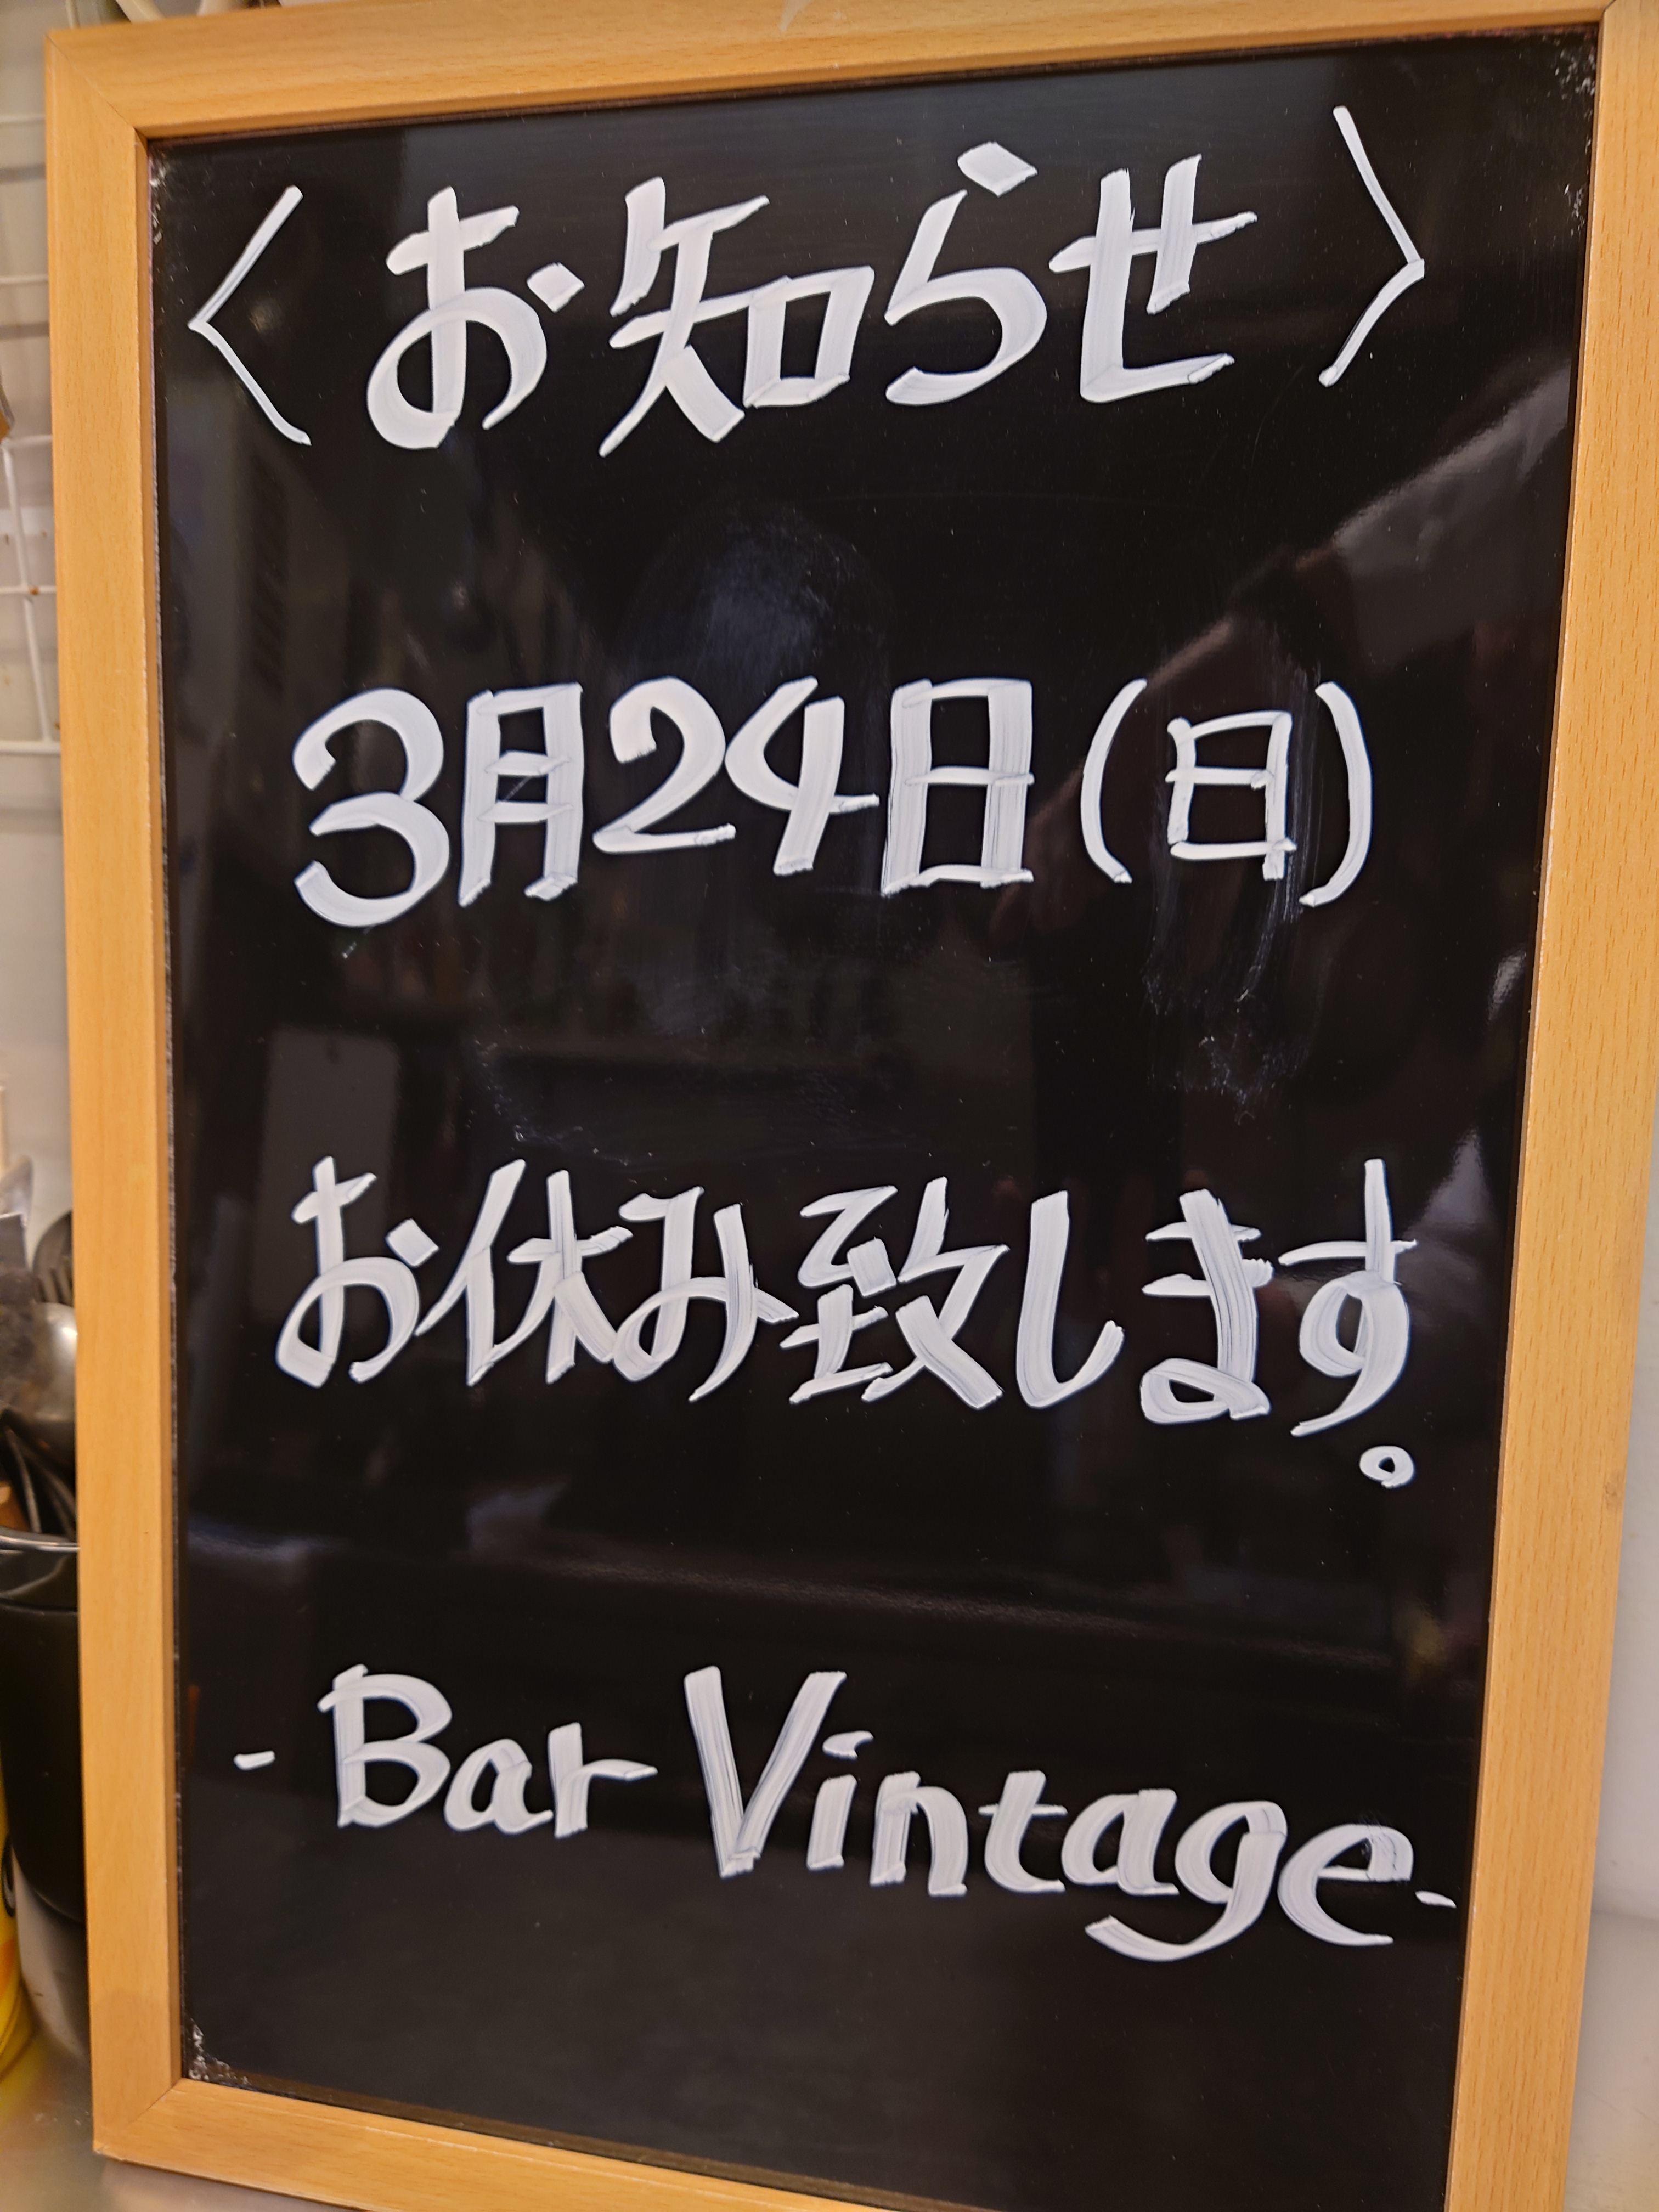 〈お知らせ〉
3月24日(日)
お休み致します。
-Bar Vintage-